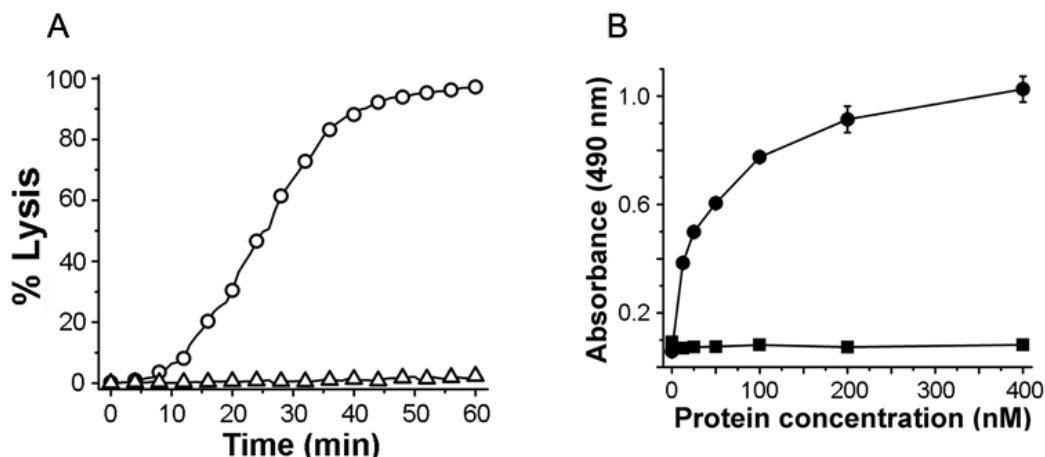 A
% Lysis
100
80
60
40
20
0
0 10 20 30 40 50 60
Time (min)
B
Absorbance (490 nm)
1.0
0.6
0.2
0 100 200 300 400
Protein concentration (nM)